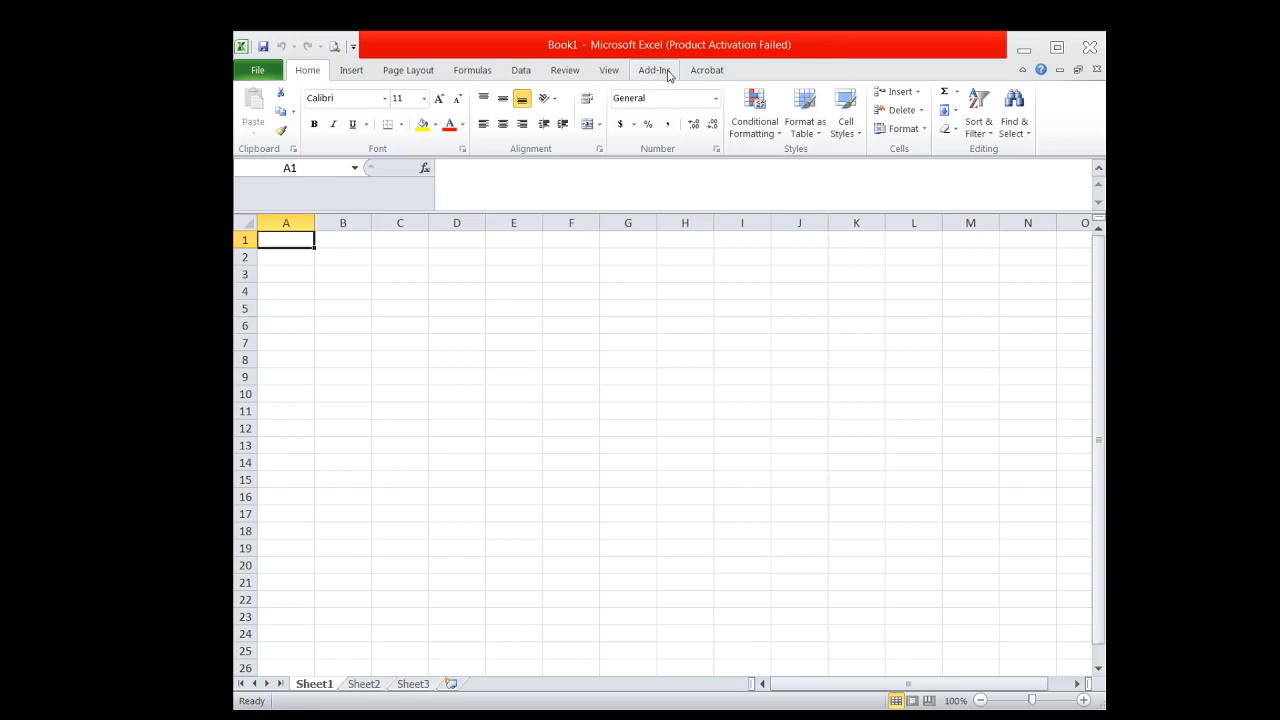 Book1 - Microsoft Excel (Product Activation Failed)
File Home Insert Page Layout Formulas Data Review View Add-Ins Acrobat
Calibri 11 General Insert Σ
Paste B I U A $ % , Conditional Formatting Format as Table Cell Styles Delete Format Sort & Filter Find & Select
Clipboard Font Alignment Number Styles Cells Editing
A1 fx
A B C D E F G H I J K L M N O
1
2
3
4
5
6
7
8
9
10
11
12
13
14
15
16
17
18
19
20
21
22
23
24
25
26
Sheet1 Sheet2 Sheet3
Ready 100%